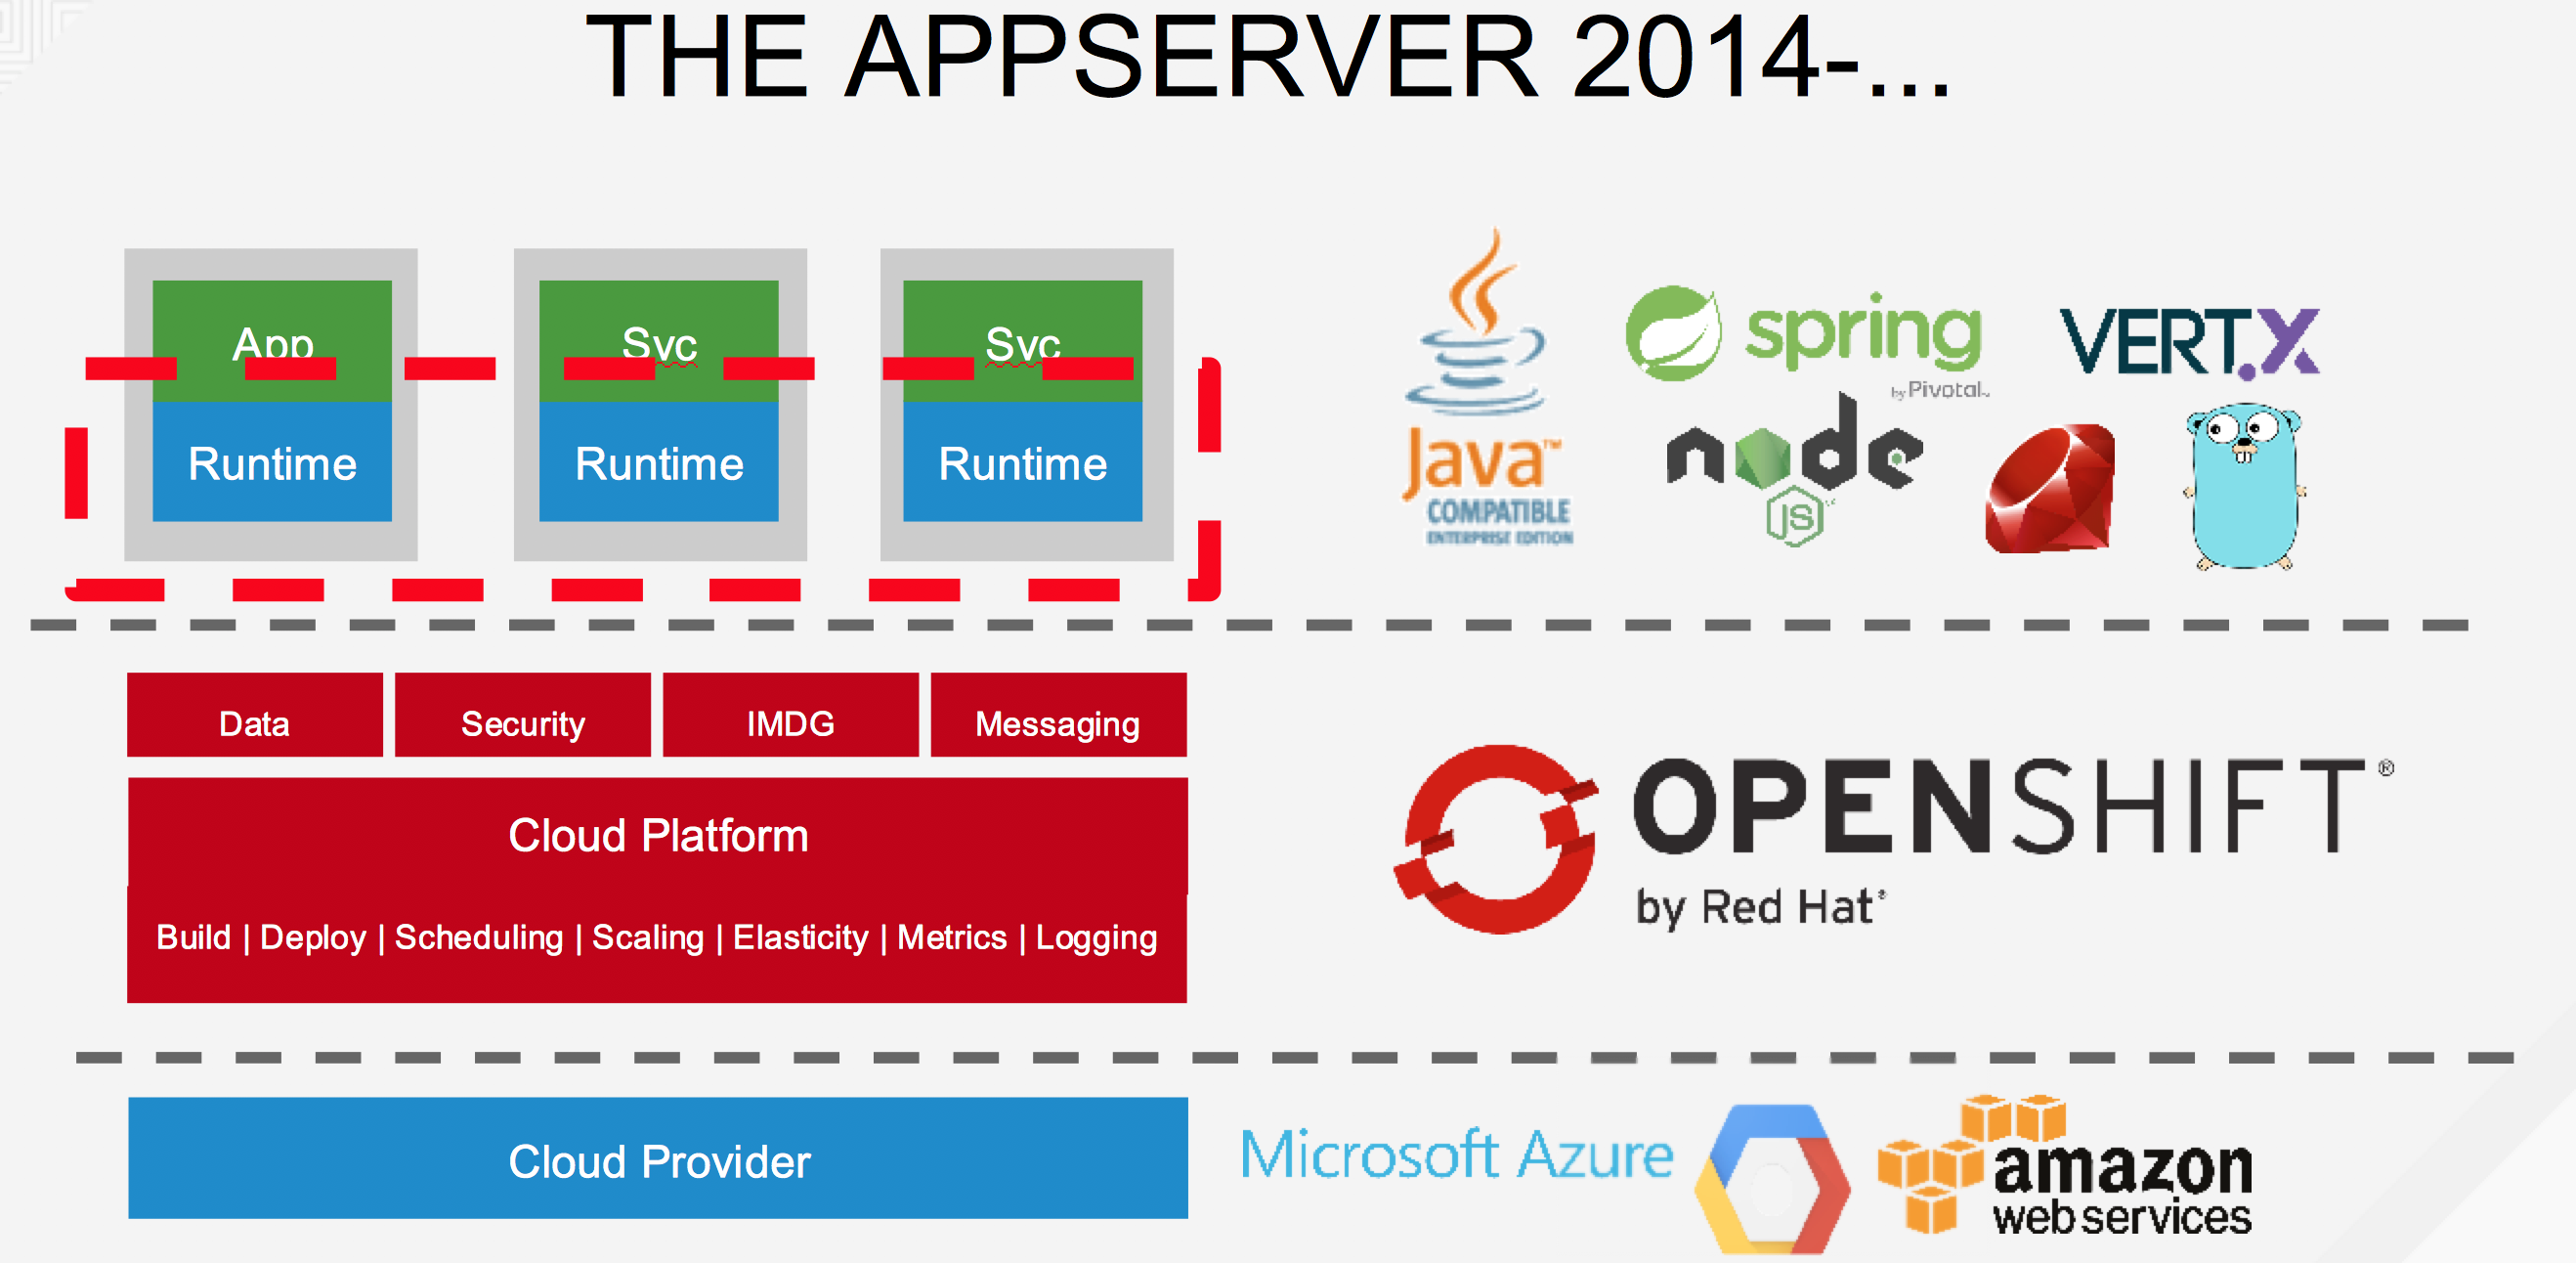 THE APPSERVER 2014-...
App
Svc
Svc
Runtime
Runtime
Runtime
Java™
COMPATIBLE
ENTERPRISE EDITION
spring
by Pivotal™
VERT.X
node
JS
Data
Security
IMDG
Messaging
Cloud Platform
Build | Deploy | Scheduling | Scaling | Elasticity | Metrics | Logging
OPENSHIFT®
by Red Hat®
Cloud Provider
Microsoft Azure
amazon
web services